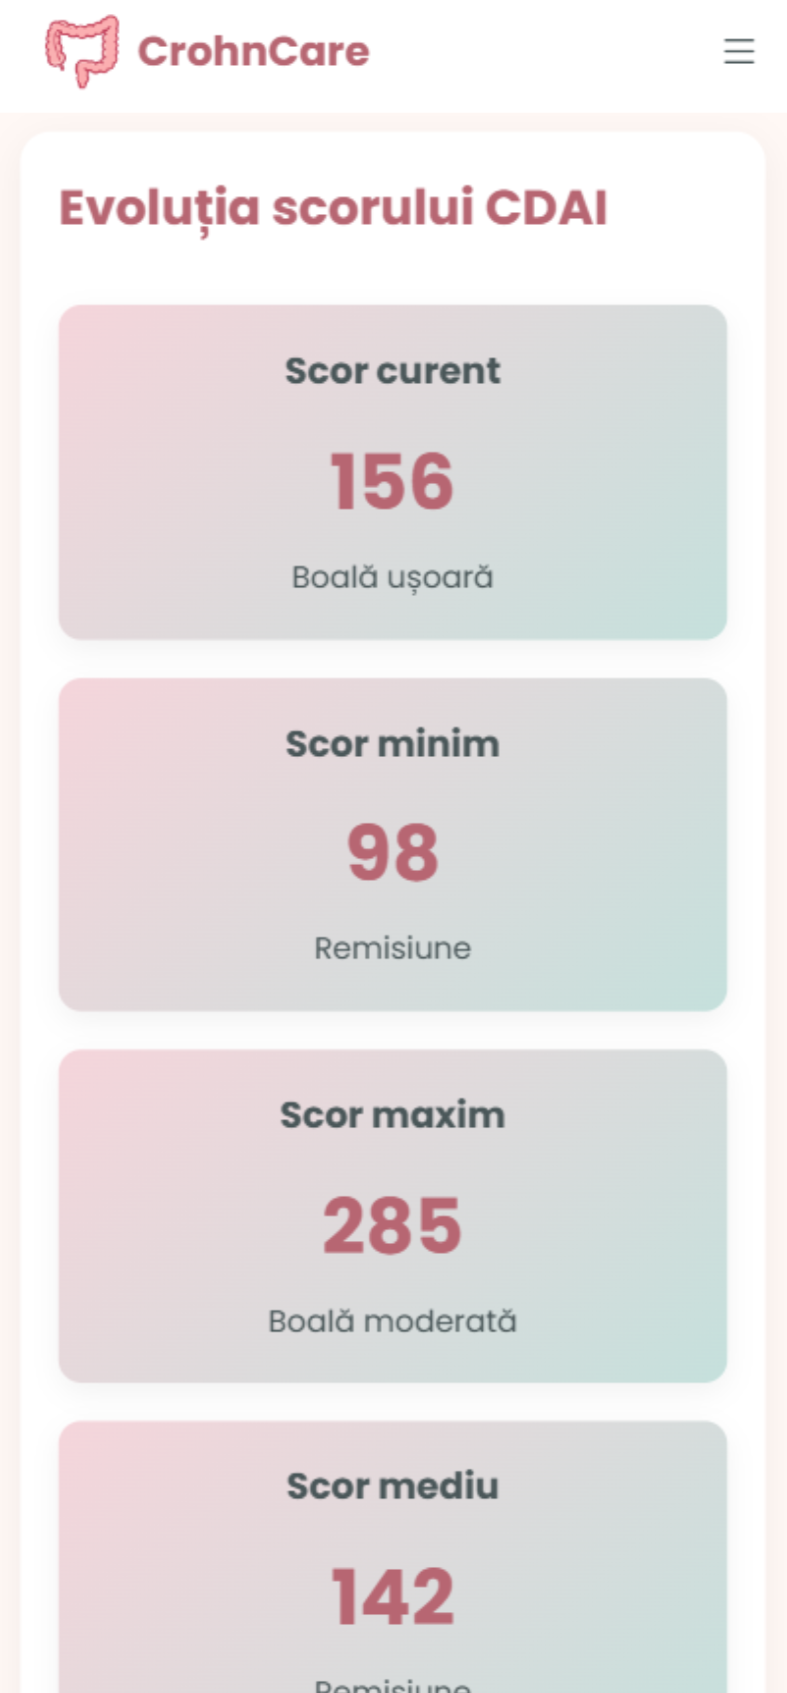 CrohnCare
Evoluția scorului CDAI
Scor curent
156
Boală ușoară
Scor minim
98
Remisiune
Scor maxim
285
Boală moderată
Scor mediu
142
Remisiune